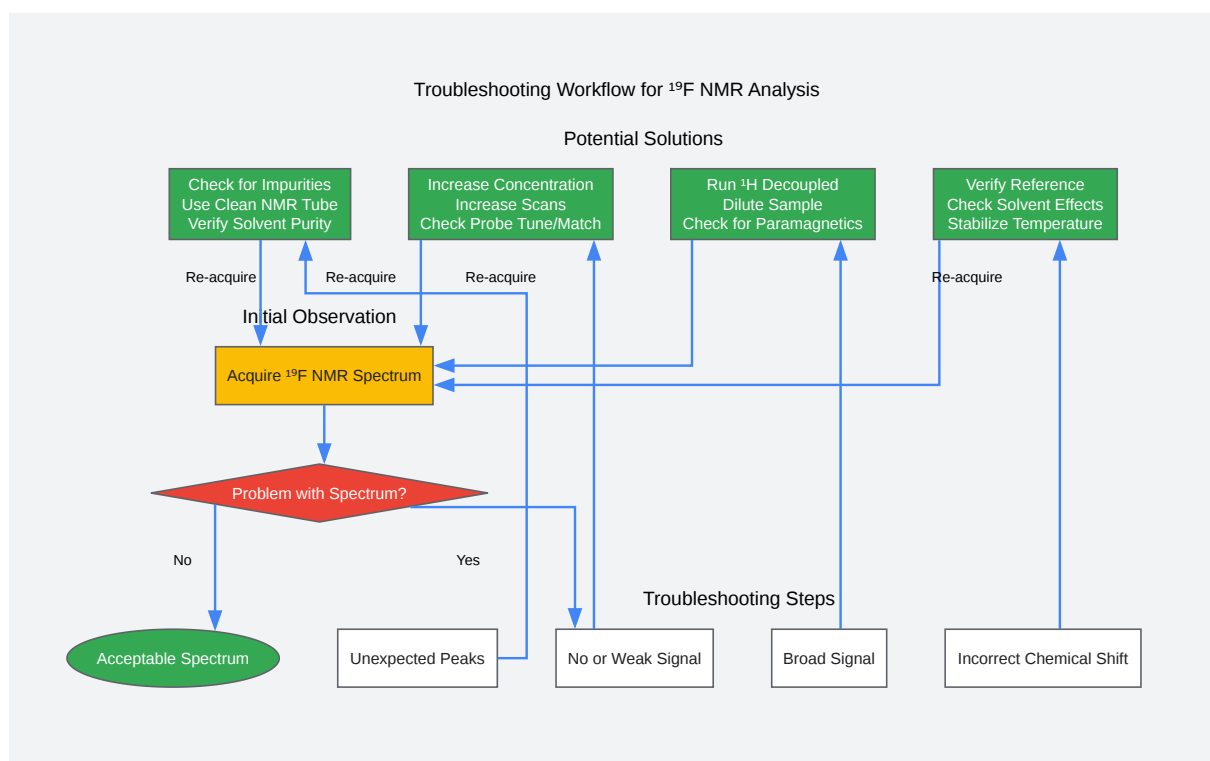 Troubleshooting Workflow for ¹⁹F NMR Analysis
Potential Solutions
Check for Impurities
Use Clean NMR Tube
Verify Solvent Purity
Increase Concentration
Increase Scans
Check Probe Tune/Match
Run ¹H Decoupled
Dilute Sample
Check for Paramagnetics
Verify Reference
Check Solvent Effects
Stabilize Temperature
Re-acquire
Re-acquire
Re-acquire
Re-acquire
Initial Observation
Acquire ¹⁹F NMR Spectrum
Problem with Spectrum?
No
Yes
Troubleshooting Steps
Acceptable Spectrum
Unexpected Peaks
No or Weak Signal
Broad Signal
Incorrect Chemical Shift